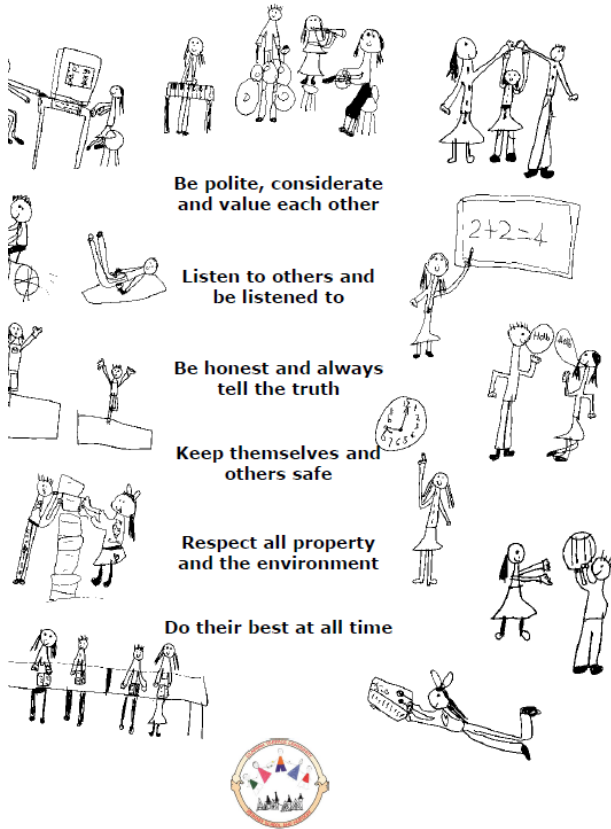 Be polite, considerate
and value each other
2+2=4
Listen to others and
be listened to
Hello
Hello
Be honest and always
tell the truth
Keep themselves and
others safe
Respect all property
and the environment
Do their best at all time